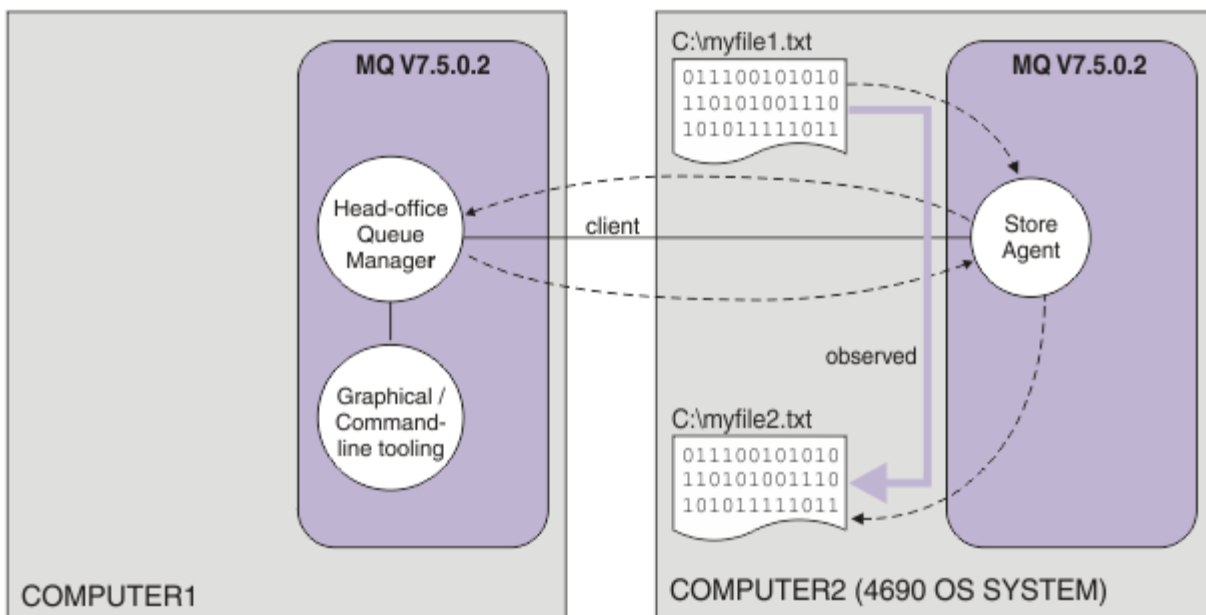 MQ V7.5.0.2
Head-office
Queue
Manager
Graphical /
Command-
line tooling
COMPUTER1
client
C:\myfile1.txt
011100101010
110101001110
101011111011
observed
C:\myfile2.txt
011100101010
110101001110
101011111011
MQ V7.5.0.2
Store
Agent
COMPUTER2 (4690 OS SYSTEM)